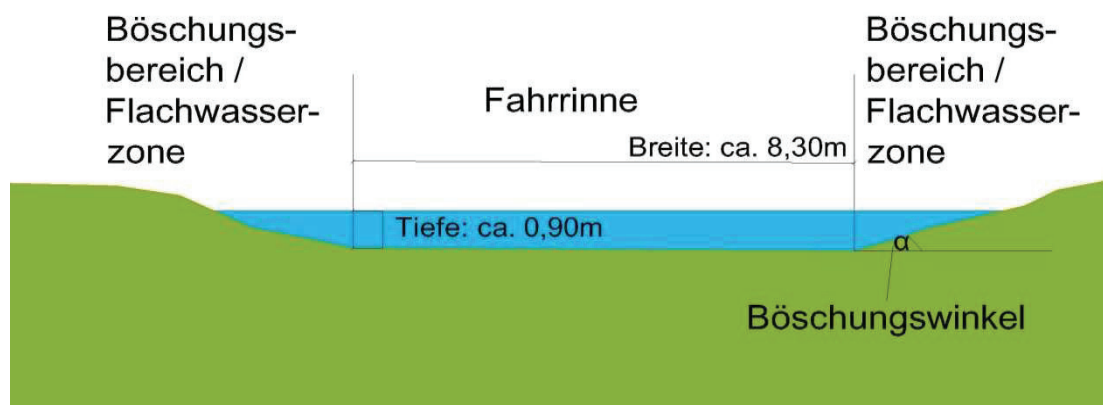 Böschungs-
bereich /
Flachwasser-
zone
Fahrrinne
Breite: ca. 8,30m
Böschungs-
bereich /
Flachwasser-
zone
Tiefe: ca. 0,90m
α
Böschungswinkel